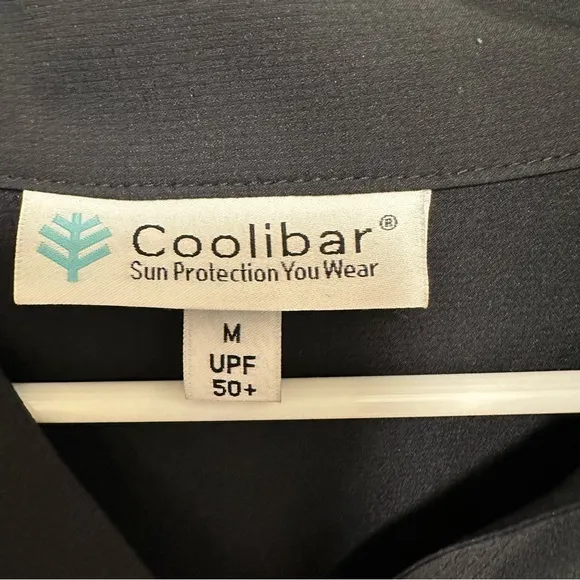 Coolibar®
Sun Protection You Wear
M
UPF
50+